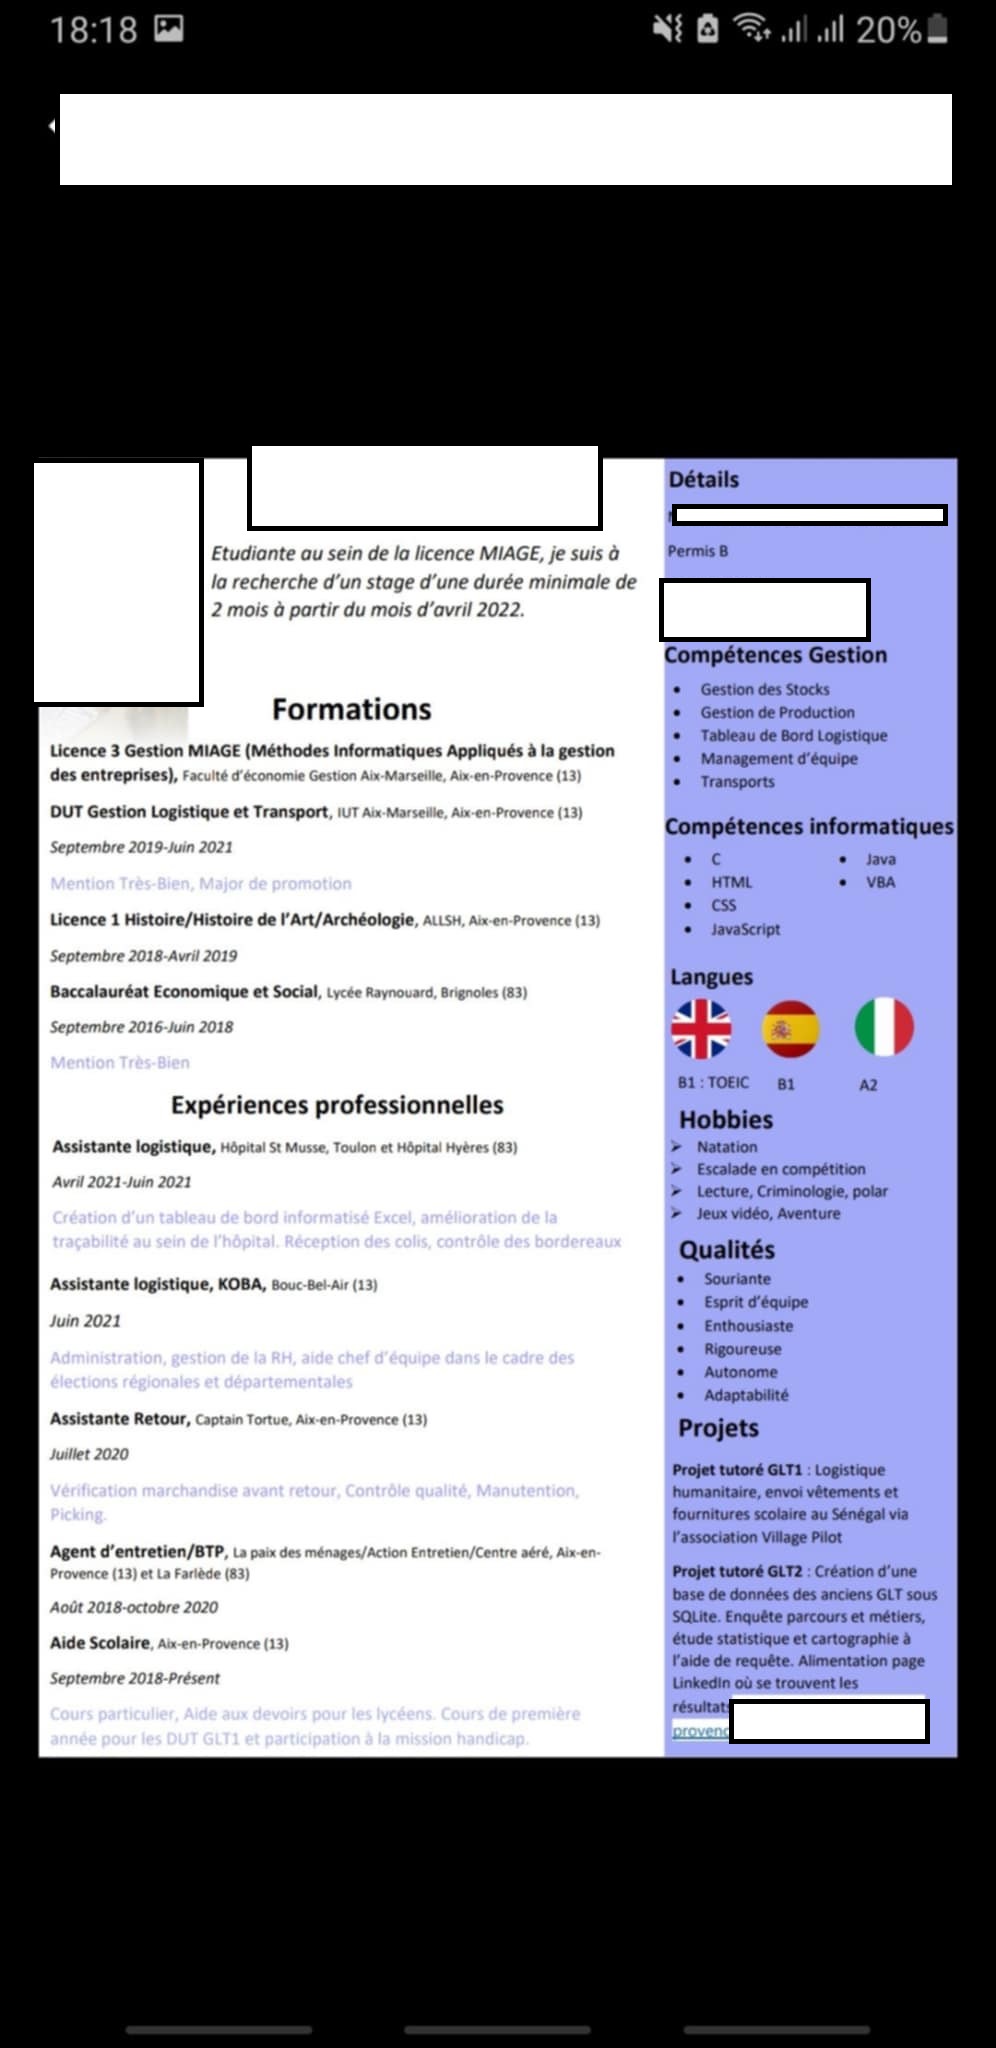 18:18
20%
Etudiante au sein de la licence MIAGE, je suis à
la recherche d'un stage d'une durée minimale de
2 mois à partir du mois d'avril 2022.
Formations
Licence 3 Gestion MIAGE (Méthodes Informatiques Appliqués à la gestion
des entreprises), Faculté d'économie Gestion Aix-Marseille, Aix-en-Provence (13)
DUT Gestion Logistique et Transport, IUT Aix-Marseille, Aix-en-Provence (13)
Septembre 2019-Juin 2021
Mention Très-Bien, Major de promotion
Licence 1 Histoire/Histoire de l'Art/Archéologie, ALLSH, Aix-en-Provence (13)
Septembre 2018-Avril 2019
Baccalauréat Economique et Social, Lycée Raynouard, Brignoles (83)
Septembre 2016-Juin 2018
Mention Très-Bien
Expériences professionnelles
Assistante logistique, Hôpital St Musse, Toulon et Hôpital Hyères (83)
Avril 2021-Juin 2021
Création d'un tableau de bord informatisé Excel, amélioration de la
traçabilité au sein de l'hôpital. Réception des colis, contrôle des bordereaux
Assistante logistique, KOBA, Bouc-Bel-Air (13)
Juin 2021
Administration, gestion de la RH, aide chef d'équipe dans le cadre des
élections régionales et départementales
Assistante Retour, Captain Tortue, Aix-en-Provence (13)
Juillet 2020
Vérification marchandise avant retour, Contrôle qualité, Manutention,
Picking.
Agent d'entretien/BTP, La paix des ménages/Action Entretien/Centre aéré, Aix-en-
Provence (13) et La Farlède (83)
Août 2018-octobre 2020
Aide Scolaire, Aix-en-Provence (13)
Septembre 2018-Présent
Cours particulier, Aide aux devoirs pour les lycéens. Cours de première
année pour les DUT GLT1 et participation à la mission handicap.
Détails
Permis B
Compétences Gestion
• Gestion des Stocks
• Gestion de Production
• Tableau de Bord Logistique
• Management d'équipe
• Transports
Compétences informatiques
• C • Java
• HTML • VBA
• CSS
• JavaScript
Langues
B1 : TOEIC B1 A2
Hobbies
➢ Natation
➢ Escalade en compétition
➢ Lecture, Criminologie, polar
➢ Jeux vidéo, Aventure
Qualités
• Souriante
• Esprit d'équipe
• Enthousiaste
• Rigoureuse
• Autonome
• Adaptabilité
Projets
Projet tutoré GLT1 : Logistique
humanitaire, envoi vêtements et
fournitures scolaire au Sénégal via
l'association Village Pilot
Projet tutoré GLT2 : Création d'une
base de données des anciens GLT sous
SQLite. Enquête parcours et métiers,
étude statistique et cartographie à
l'aide de requête. Alimentation page
LinkedIn où se trouvent les
résultat
provenc